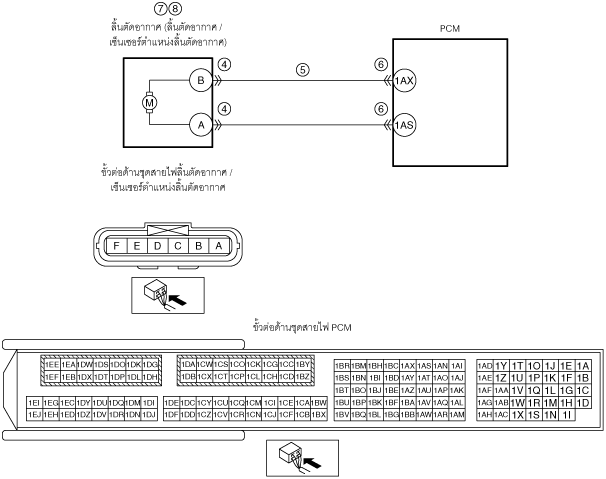 ⑦⑧
ลิ้นตัดอากาศ (ลิ้นตัดอากาศ /
เซ็นเซอร์ตำแหน่งลิ้นตัดอากาศ)
PCM
B ④ ⑤ ⑥ 1AX
M
A ④ ⑥ 1AS
ขั้วต่อด้านชุดสายไฟลิ้นตัดอากาศ /
เซ็นเซอร์ตำแหน่งลิ้นตัดอากาศ
F E D C B A
ขั้วต่อด้านชุดสายไฟ PCM
1EE 1EA 1DW 1DS 1DO 1DK 1DG 1DA 1CW 1CS 1CO 1CK 1CG 1CC 1BY 1BR 1BM 1BH 1BC 1AX 1AS 1AN 1AI 1AD 1Y 1T 1O 1J 1E 1A
1EF 1EB 1DX 1DT 1DP 1DL 1DH 1DB 1CX 1CT 1CP 1CL 1CH 1CD 1BZ 1BS 1BN 1BI 1BD 1AY 1AT 1AO 1AJ 1AE 1Z 1U 1P 1K 1F 1B
1BT 1BO 1BJ 1BE 1AZ 1AU 1AP 1AK 1AF 1AA 1V 1Q 1L 1G 1C
1EI 1EG 1EC 1DY 1DU 1DQ 1DM 1DI 1DE 1DC 1CY 1CU 1CQ 1CM 1CI 1CE 1CA 1BW 1BU 1BP 1BK 1BF 1BA 1AV 1AQ 1AL 1AG 1AB 1W 1R 1M 1H 1D
1EJ 1EH 1ED 1DZ 1DV 1DR 1DN 1DJ 1DF 1DD 1CZ 1CV 1CR 1CN 1CJ 1CF 1CB 1BX 1BV 1BQ 1BL 1BG 1BB 1AW 1AR 1AM 1AH 1AC 1X 1S 1N 1I